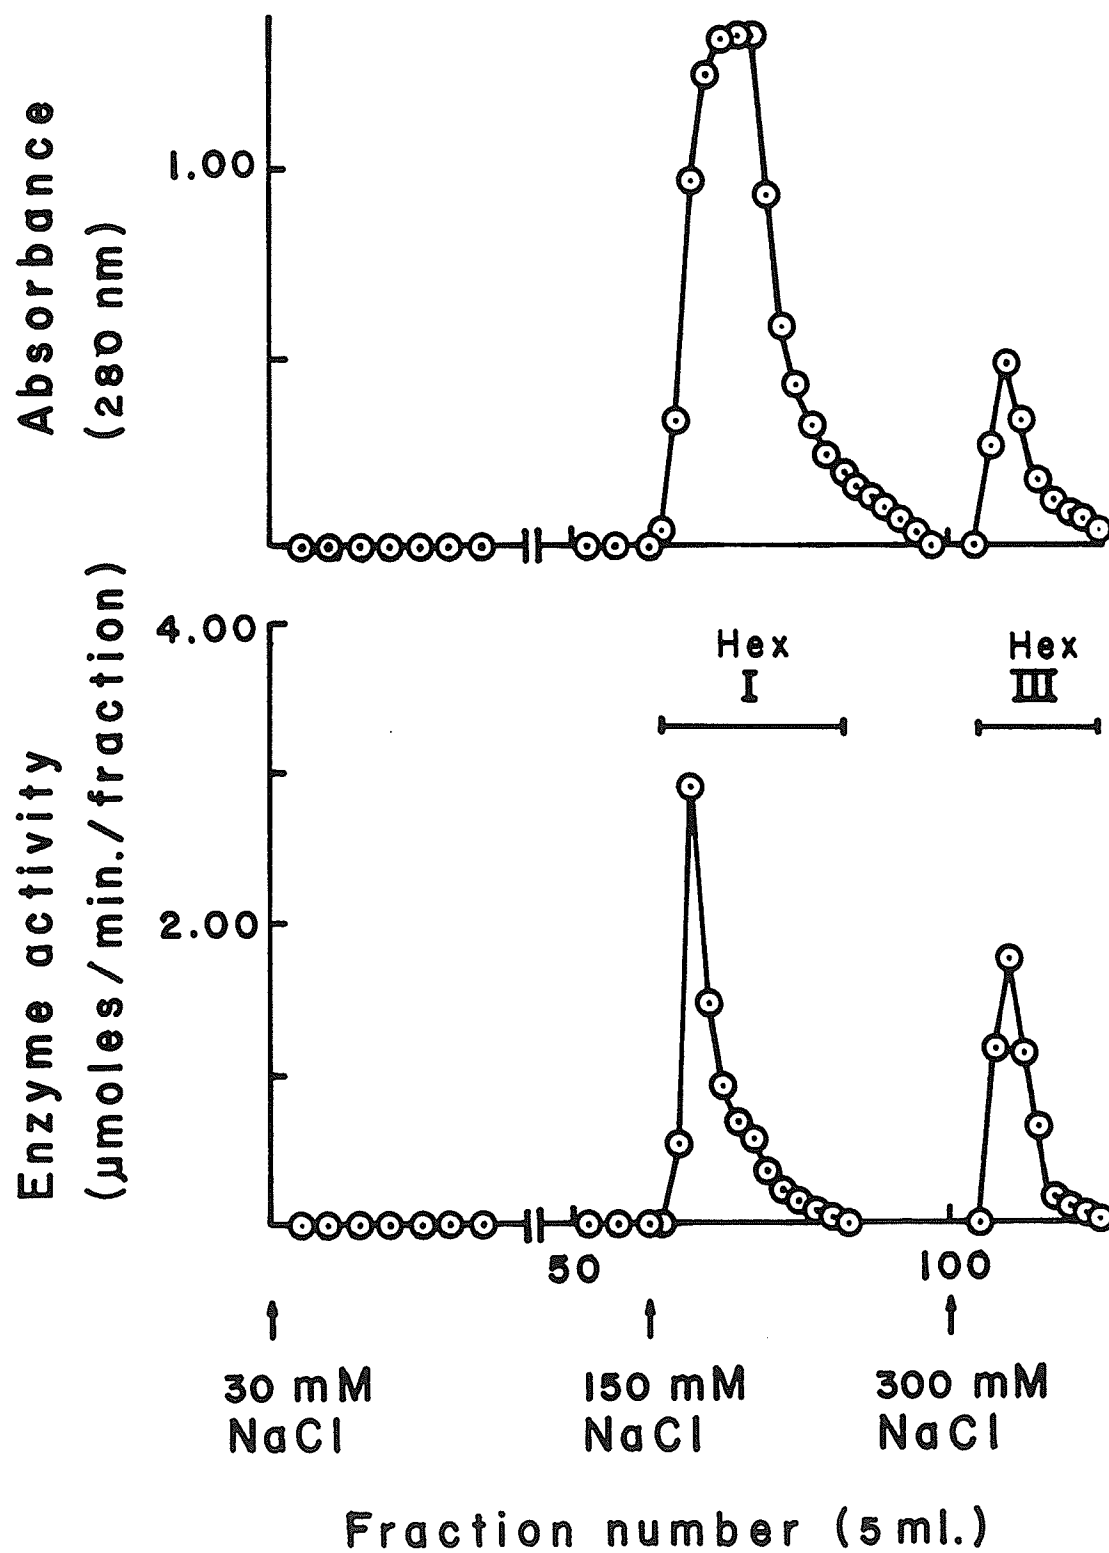 Absorbance
(280 nm)
1.00
Enzyme activity
(µmoles/min./fraction)
4.00
2.00
Hex
I
Hex
III
50
100
30 mM
NaCl
150 mM
NaCl
300 mM
NaCl
Fraction number (5 ml.)